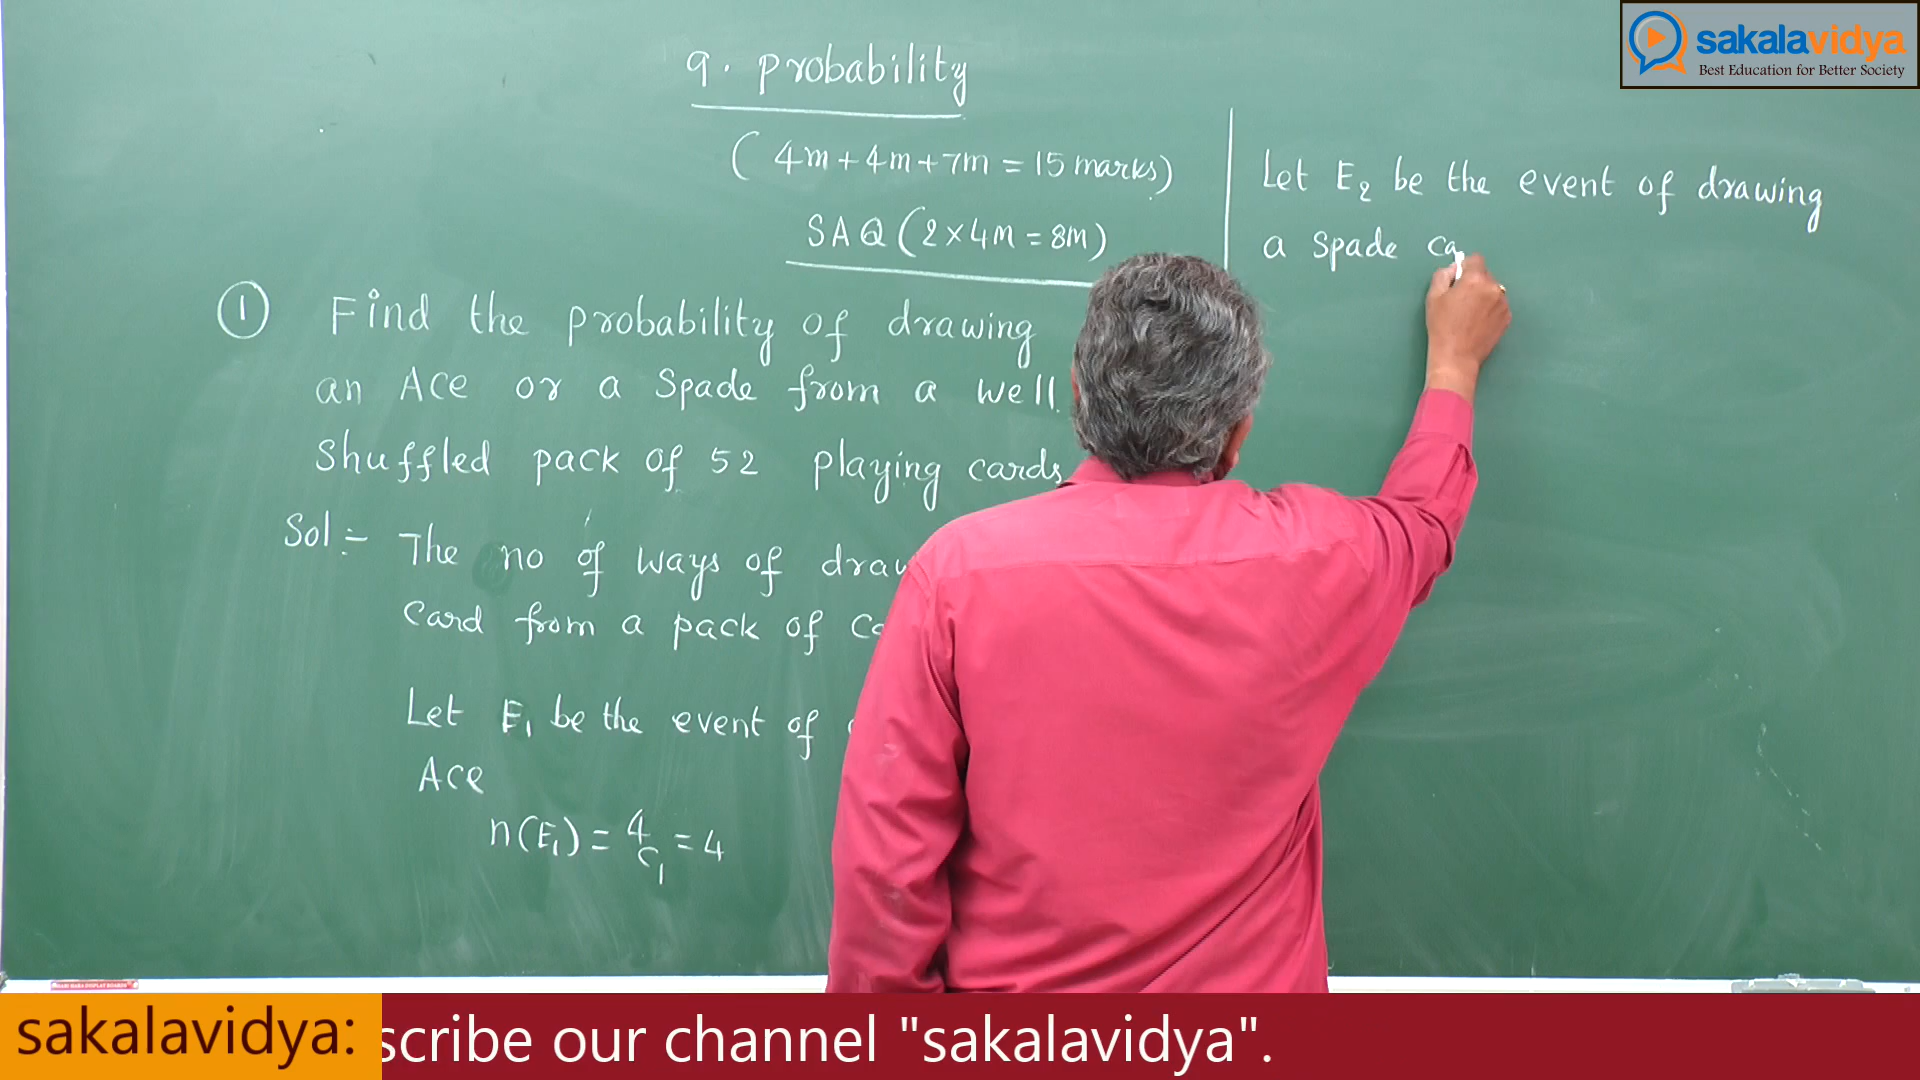 sakalavidya
Best Education for Better Society
9. probability
( 4m + 4m + 7m = 15 marks)
SAQ (2 × 4m = 8m)
① Find the probability of drawing
an Ace or a Spade from a well
shuffled pack of 52 playing cards
Sol:- The no of ways of
Card from a pack of
Let E₁ be the event of
Ace
n(E₁) = 4C₁ = 4
Let E₂ be the event of drawing
a spade ca
sakalavidya:
scribe our channel "sakalavidya".